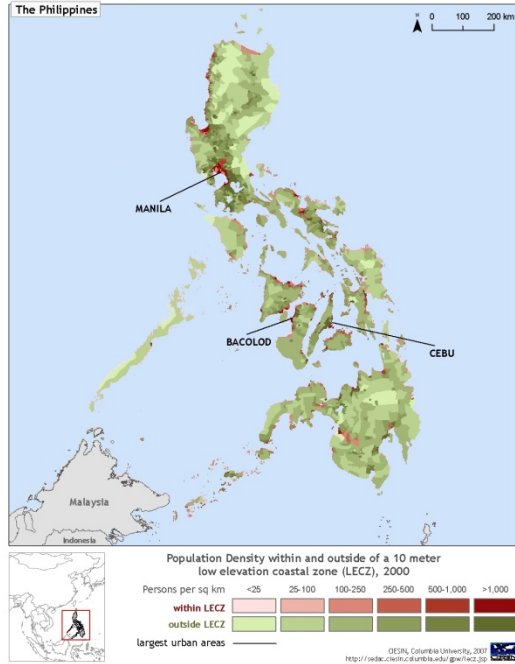 The Philippines
N
0 100 200 km
MANILA
BACOLOD
CEBU
Malaysia
Indonesia
Population Density within and outside of a 10 meter
low elevation coastal zone (LECZ), 2000
Persons per sq km <25 25-100 100-250 250-500 500-1,000 >1,000
within LECZ
outside LECZ
largest urban areas
CIESIN, Columbia University, 2007
http://sedac.ciesin.columbia.edu/gpw/lecz.jsp